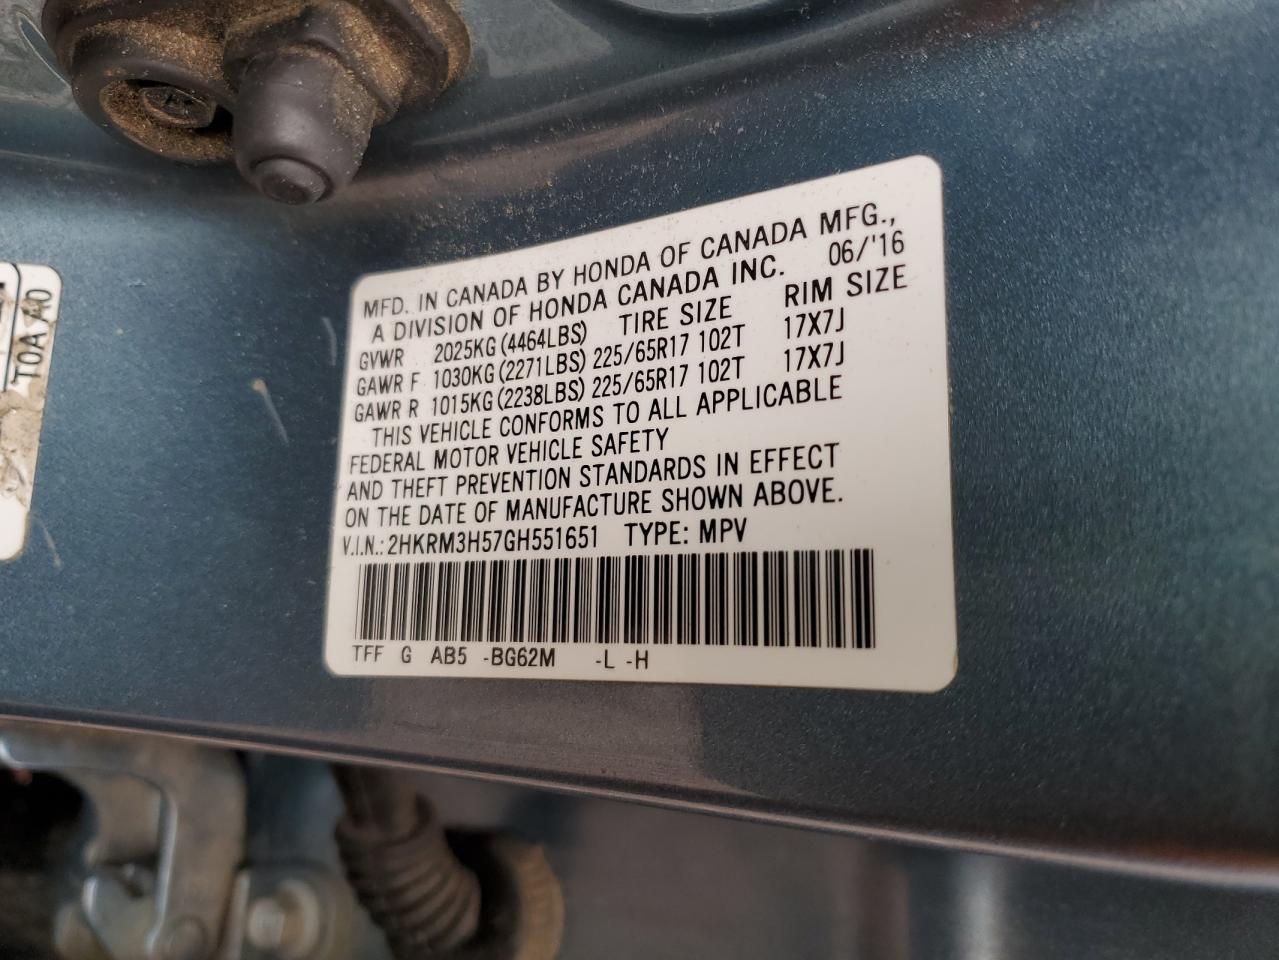 MFD. IN CANADA BY HONDA OF CANADA MFG.,
A DIVISION OF HONDA CANADA INC. 06/'16
GVWR 2025KG (4464LBS) TIRE SIZE RIM SIZE
GAWR F 1030KG (2271LBS) 225/65R17 102T 17X7J
GAWR R 1015KG (2238LBS) 225/65R17 102T 17X7J
THIS VEHICLE CONFORMS TO ALL APPLICABLE
FEDERAL MOTOR VEHICLE SAFETY
AND THEFT PREVENTION STANDARDS IN EFFECT
ON THE DATE OF MANUFACTURE SHOWN ABOVE.
V.I.N.: 2HKRM3H57GH551651 TYPE: MPV
TFF G AB5 -BG62M -L -H
T0A A0